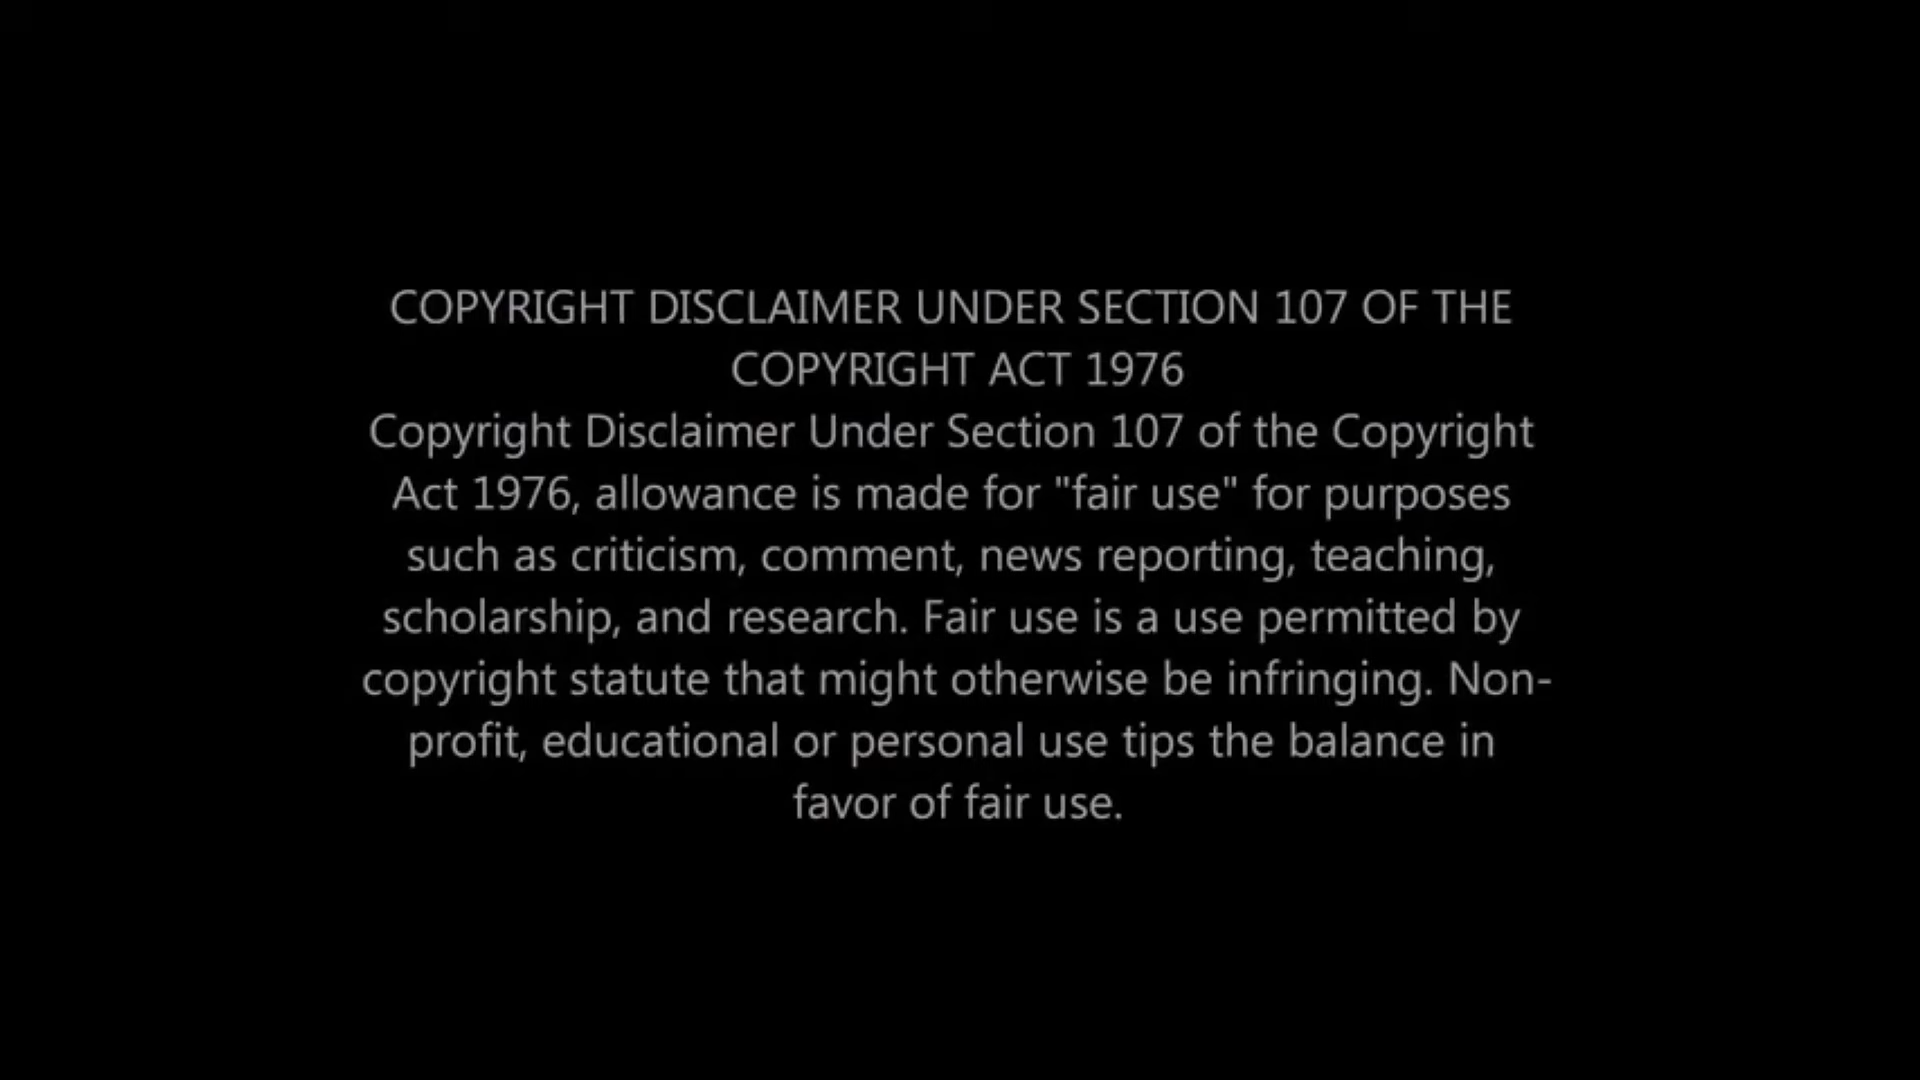 COPYRIGHT DISCLAIMER UNDER SECTION 107 OF THE
COPYRIGHT ACT 1976
Copyright Disclaimer Under Section 107 of the Copyright
Act 1976, allowance is made for "fair use" for purposes
such as criticism, comment, news reporting, teaching,
scholarship, and research. Fair use is a use permitted by
copyright statute that might otherwise be infringing. Non-
profit, educational or personal use tips the balance in
favor of fair use.